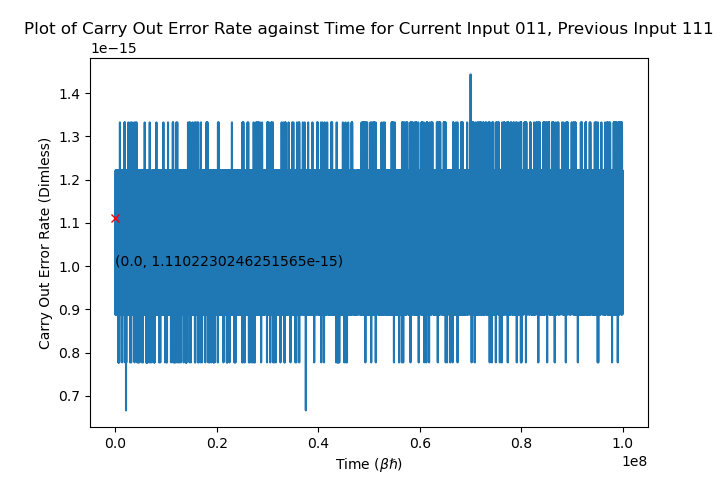 Plot of Carry Out Error Rate against Time for Current Input 011, Previous Input 111
1e−15
1.4
1.3
1.2
1.1
1.0
0.9
0.8
0.7
Carry Out Error Rate (Dimless)
(0.0, 1.1102230246251565e-15)
0.0 0.2 0.4 0.6 0.8 1.0
1e8
Time (βℏ)